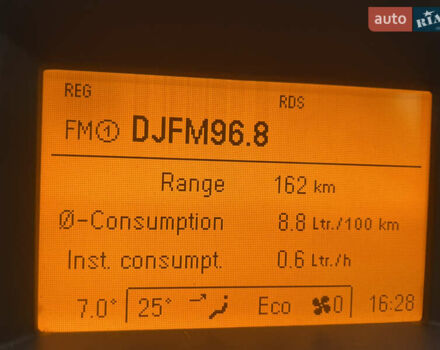 auto RIA
REG RDS
FM① DJFM96.8
Range 162 km
Ø-Consumption 8.8 Ltr./100 km
Inst. consumpt. 0.6 Ltr./h
7.0° 25° Eco 0 16:28